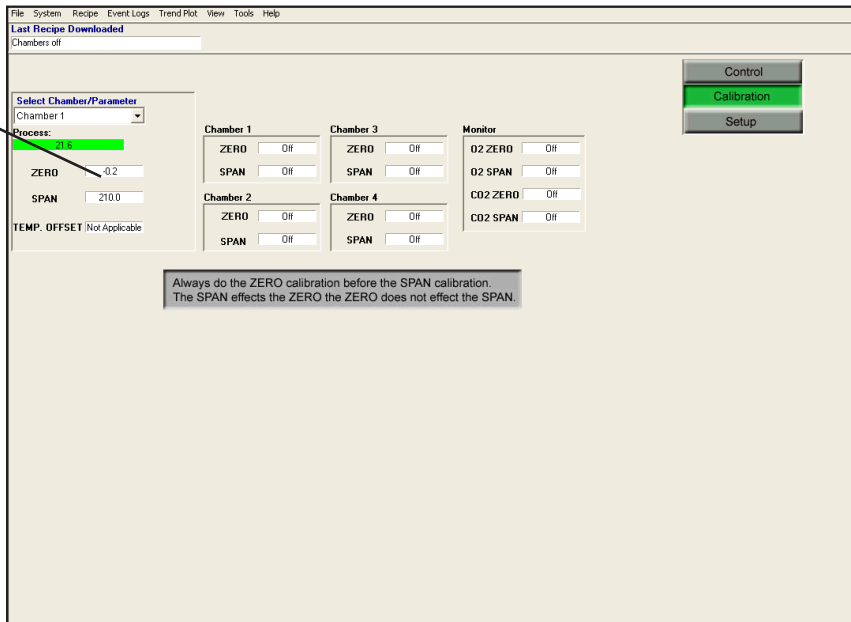 File System Recipe Event Logs Trend Plot View Tools Help
Last Recipe Downloaded
Chambers off
Control
Calibration
Setup
Select Chamber/Parameter
Chamber 1
Process:
21.6
ZERO -0.2
SPAN 210.0
TEMP. OFFSET Not Applicable
Chamber 1
ZERO Off
SPAN Off
Chamber 2
ZERO Off
SPAN Off
Chamber 3
ZERO Off
SPAN Off
Chamber 4
ZERO Off
SPAN Off
Monitor
O2 ZERO Off
O2 SPAN Off
CO2 ZERO Off
CO2 SPAN Off
Always do the ZERO calibration before the SPAN calibration.
The SPAN effects the ZERO the ZERO does not effect the SPAN.